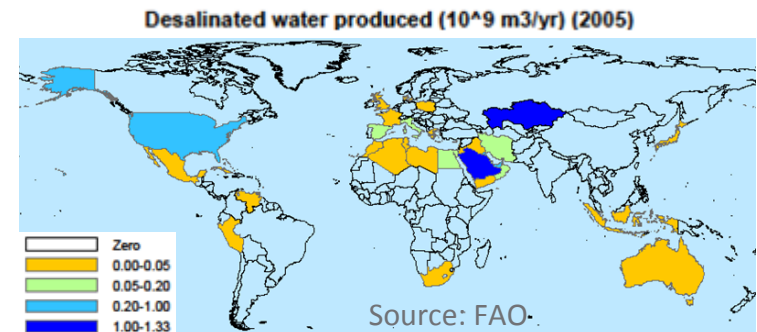 Desalinated water produced (10^9 m3/yr) (2005)
Zero
0.00-0.05
0.05-0.20
0.20-1.00
1.00-1.33
Source: FAO